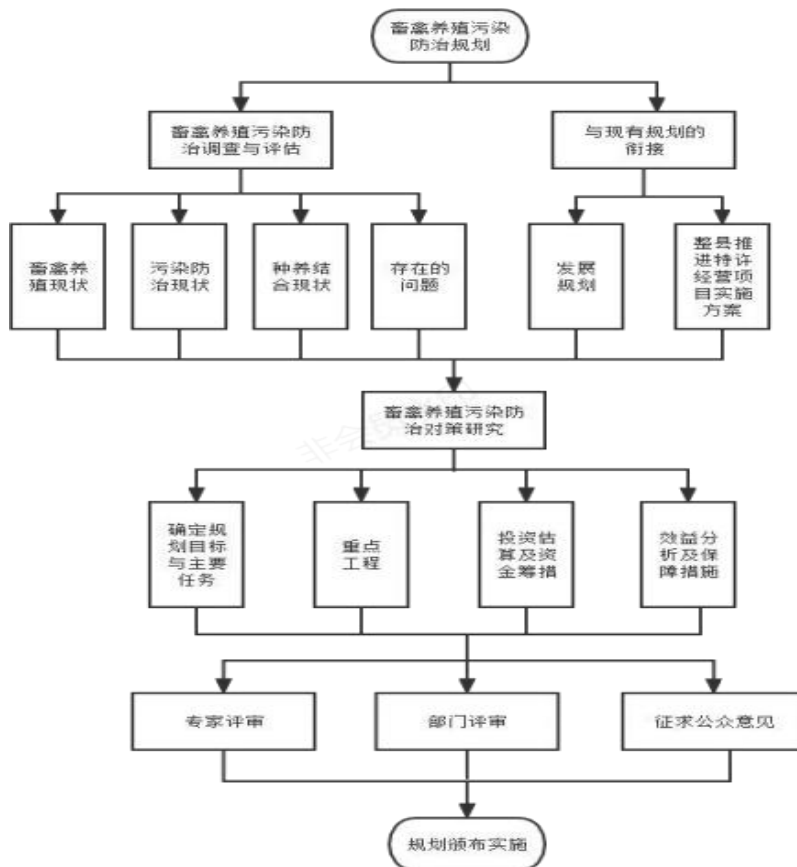 畜禽养殖污染
防治规划
畜禽养殖污染防
治调查与评估
与现有规划的
衔接
畜禽养
殖现状
污染防
治现状
种养结
合现状
存在的
问题
发展
规划
整县推
进特许
经营项
目实施
方案
畜禽养殖污染防
治对策研究
确定规
划目标
与主要
任务
重点
工程
投资估
算及资
金筹措
效益分
析及保
障措施
专家评审
部门评审
征求公众意见
规划颁布实施